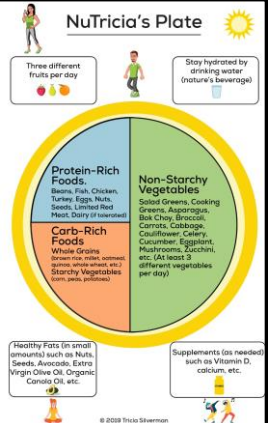 NuTricia's Plate
Three different
fruits per day
Stay hydrated by
drinking water
(nature's beverage)
Protein-Rich
Foods.
Beans, Fish, Chicken,
Turkey, Eggs, Nuts,
Seeds, Limited Red
Meat, Dairy (if tolerated)
Carb-Rich
Foods
Whole Grains
(brown rice, millet, oatmeal,
quinoa, whole wheat, etc.)
Starchy Vegetables
(corn, peas, potatoes)
Non-Starchy
Vegetables
Salad Greens, Cooking
Greens, Asparagus,
Bok Choy, Broccoli,
Carrots, Cabbage,
Cauliflower, Celery,
Cucumber, Eggplant,
Mushrooms, Zucchini,
etc. (At least 3
different vegetables
per day)
Healthy Fats (in small
amounts) such as Nuts,
Seeds, Avocado, Extra
Virgin Olive Oil, Organic
Canola Oil, etc.
Supplements (as needed)
such as Vitamin D,
calcium, etc.
© 2019 Tricia Silverman